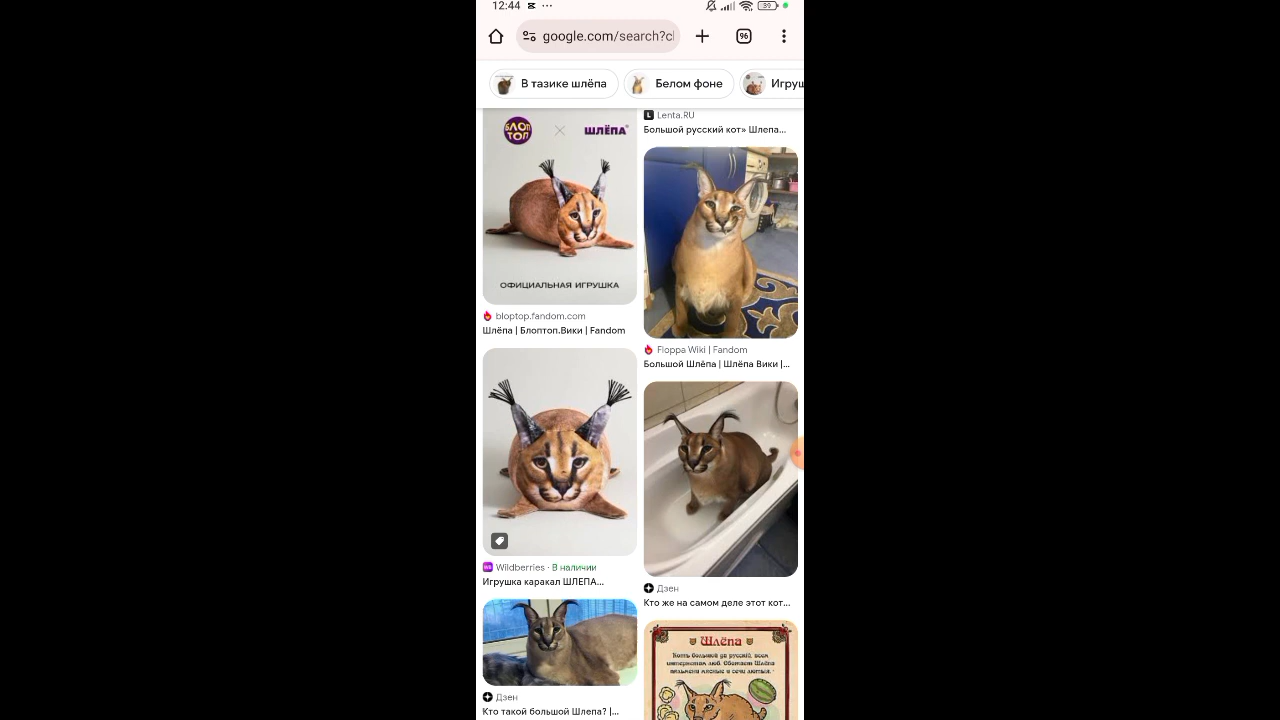 12:44
39
google.com/search?cl
96
В тазике шлёпа
Белом фоне
Игруш
БЛОП ТОП
ШЛЁПА
ОФИЦИАЛЬНАЯ ИГРУШКА
bloptop.fandom.com
Шлёпа | Блоптоп.Вики | Fandom
Wildberries · В наличии
Игрушка каракал ШЛЕПА...
Дзен
Кто такой большой Шлепа? |...
Lenta.RU
Большой русский кот» Шлепа...
Floppa Wiki | Fandom
Большой Шлёпа | Шлёпа Вики |...
Дзен
Кто же на самом деле этот кот...
Шлёпа